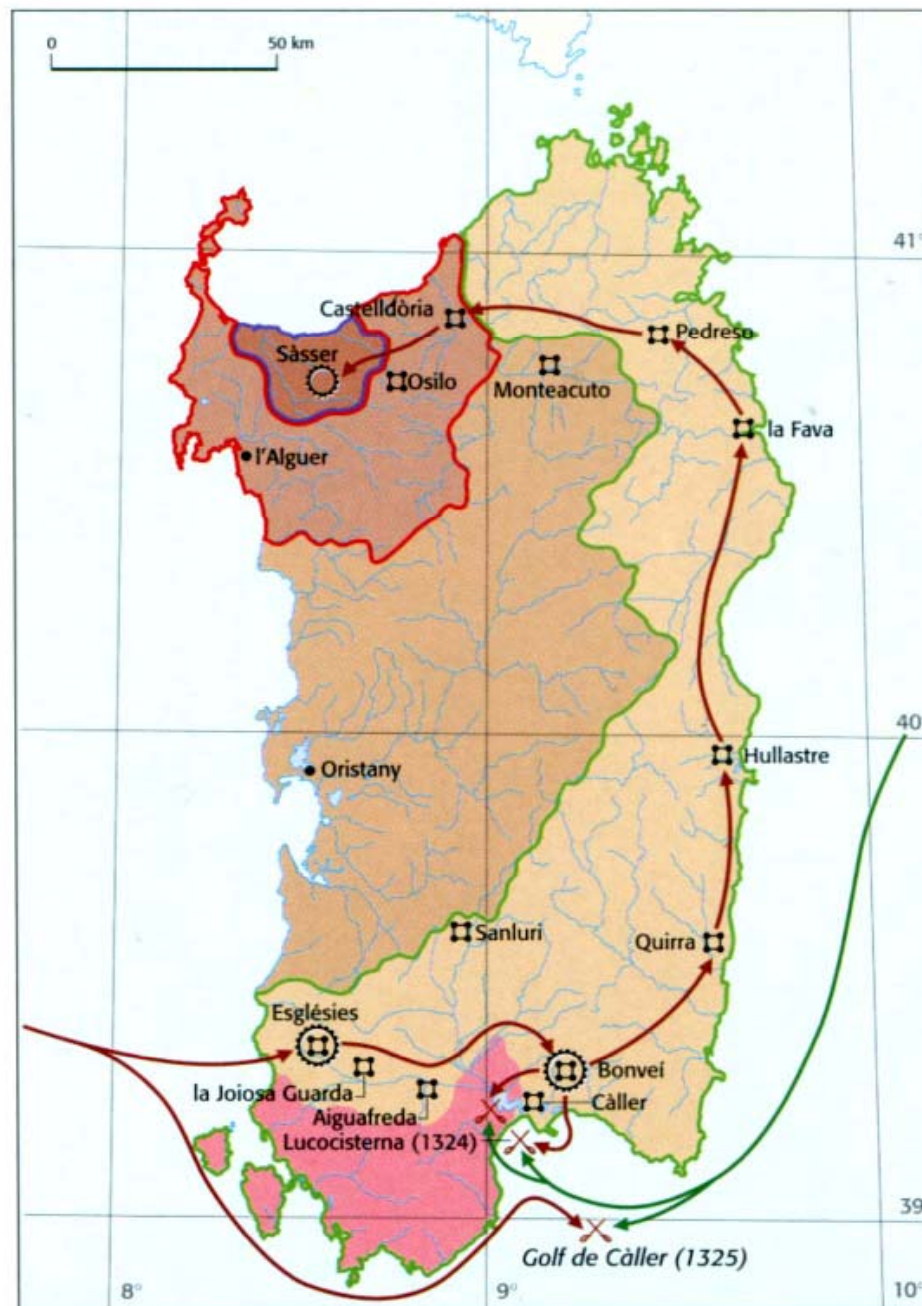 0 50 km
41°
Castelldòria
Pedreso
Sàsser
Osilo
Monteacuto
la Fava
l'Alguer
40
Hullastre
Oristany
Sanluri
Quirra
Esglésies
la Joiosa Guarda
Bonveí
Aiguafreda
Càller
Lucocisterna (1324)
39
Golf de Càller (1325)
8° 9° 10°